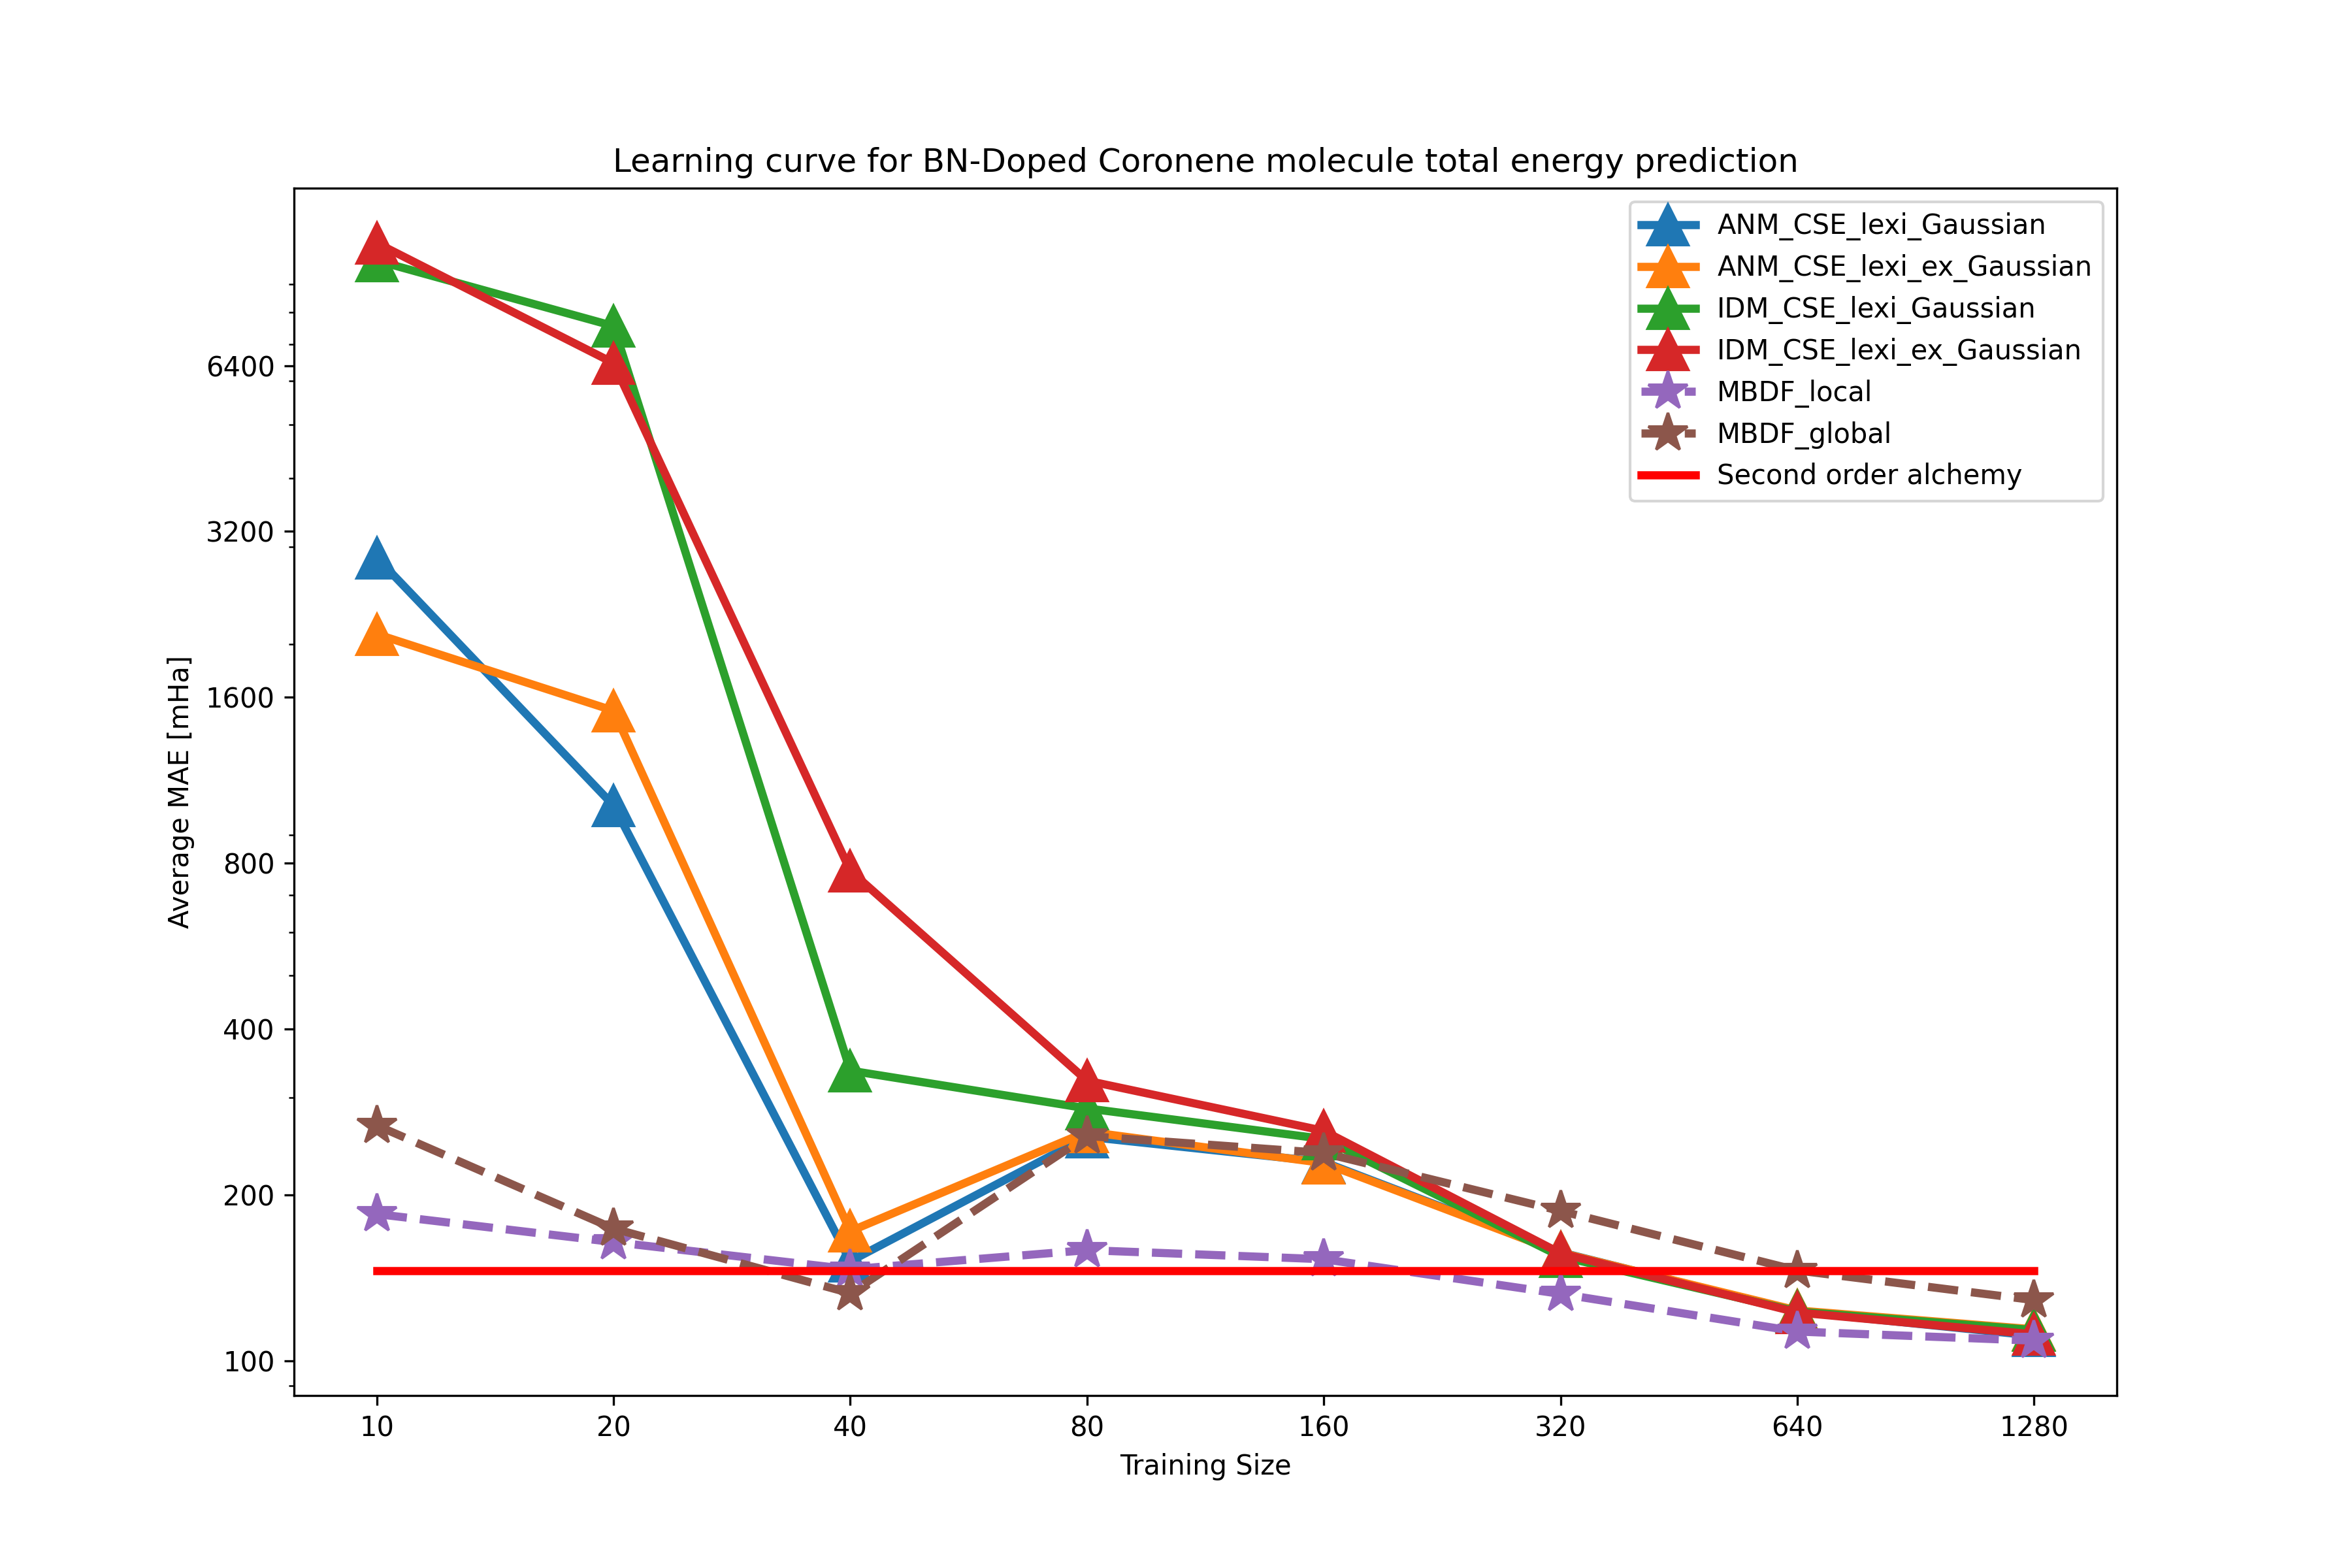 Learning curve for BN-Doped Coronene molecule total energy prediction
ANM_CSE_lexi_Gaussian
ANM_CSE_lexi_ex_Gaussian
IDM_CSE_lexi_Gaussian
IDM_CSE_lexi_ex_Gaussian
MBDF_local
MBDF_global
Second order alchemy
Average MAE [mHa]
6400
3200
1600
800
400
200
100
10 20 40 80 160 320 640 1280
Training Size